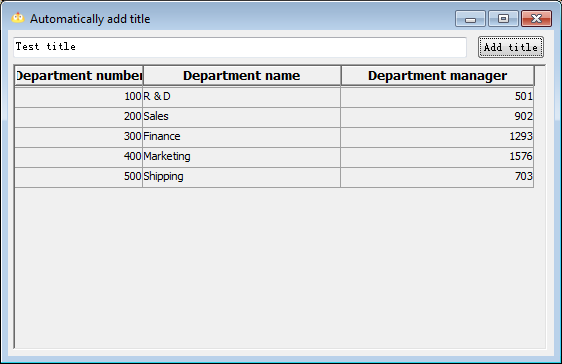 Automatically add title
Test title Add title
Department number Department name Department manager
100 R & D 501
200 Sales 902
300 Finance 1293
400 Marketing 1576
500 Shipping 703